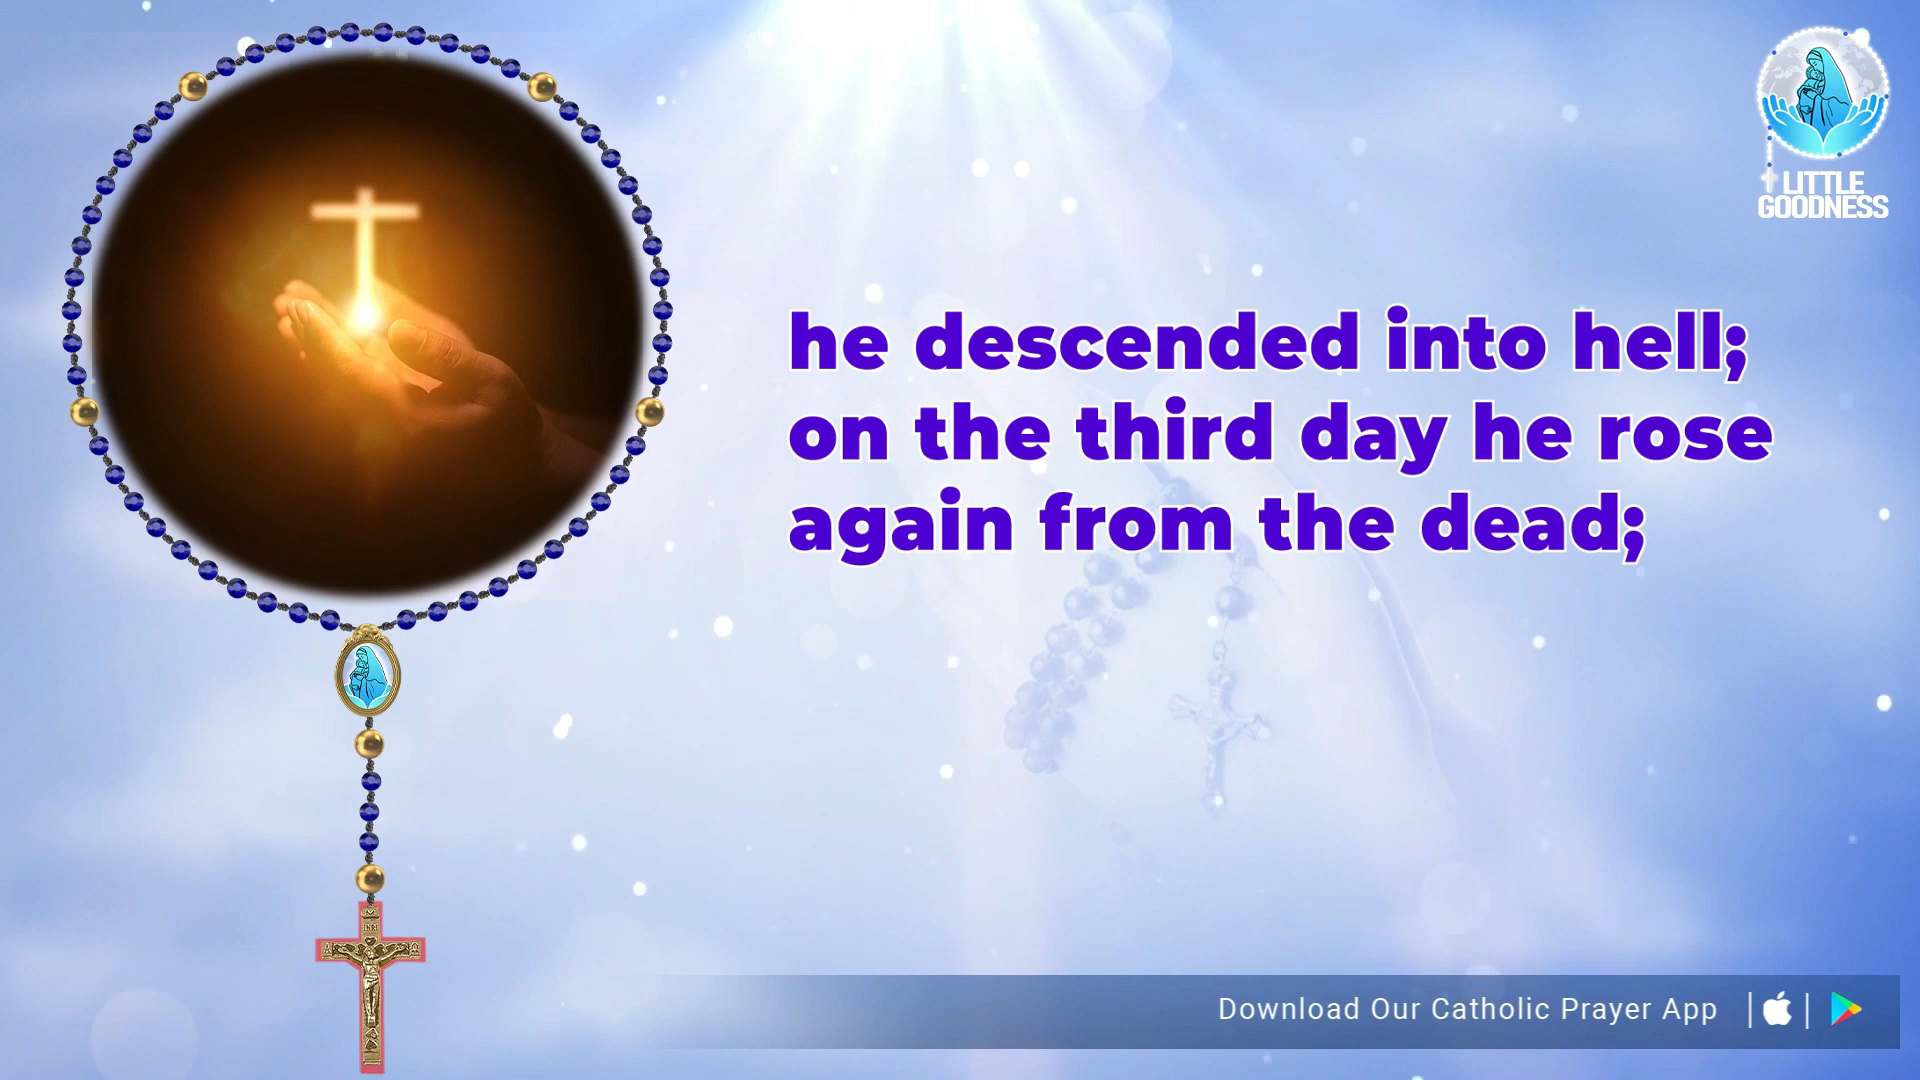 LITTLE
GOODNESS
he descended into hell;
on the third day he rose
again from the dead;
INRI
Download Our Catholic Prayer App